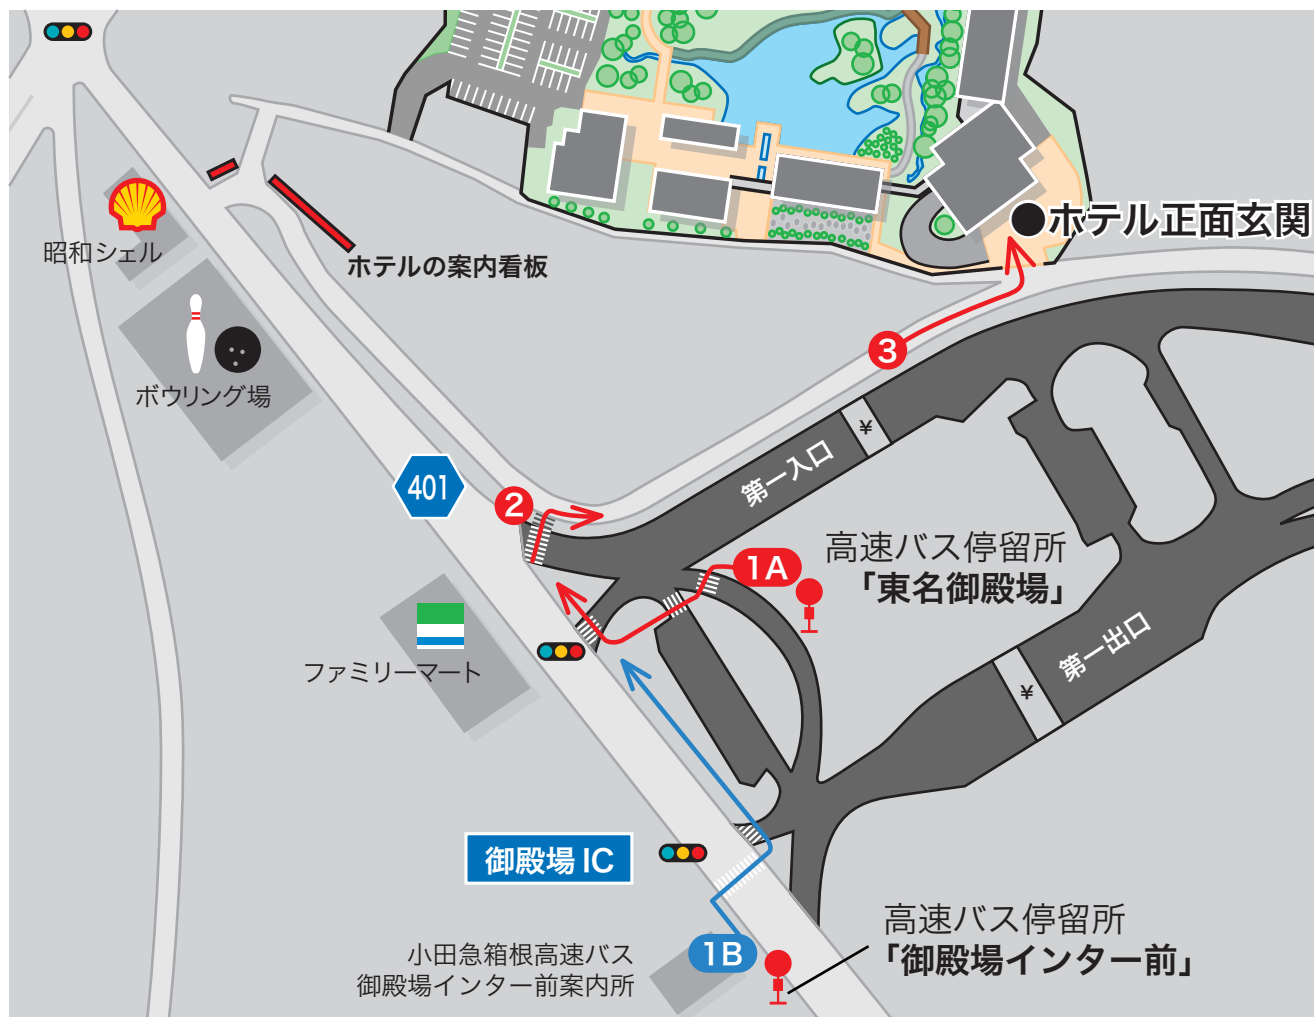 昭和シェル
ホテルの案内看板
●ホテル正面玄関
ボウリング場
3
¥
第一入口
401
2
1A
高速バス停留所
「東名御殿場」
ファミリーマート
第一出口
¥
御殿場 IC
小田急箱根高速バス
御殿場インター前案内所
1B
高速バス停留所
「御殿場インター前」